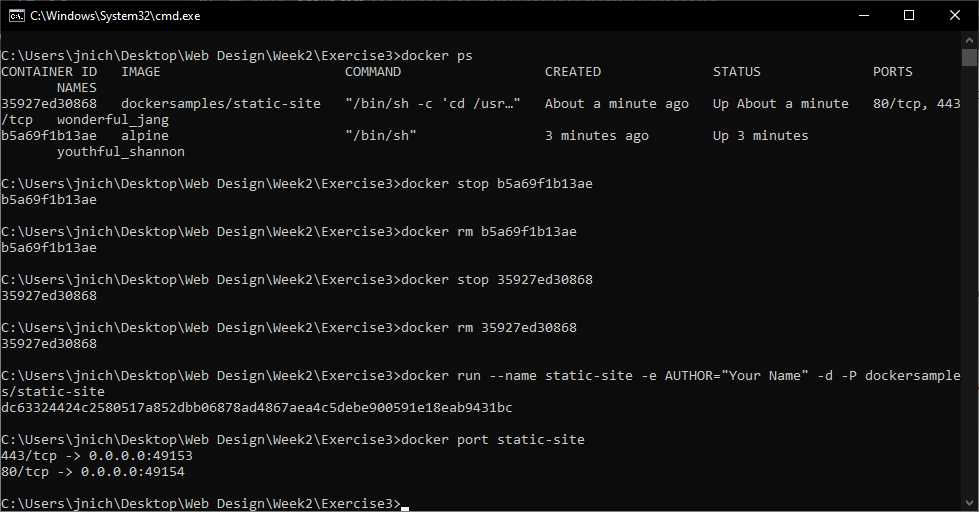 C:\Windows\System32\cmd.exe
C:\Users\jnich\Desktop\Web Design\Week2\Exercise3>docker ps
CONTAINER ID   IMAGE                       COMMAND                  CREATED              STATUS              PORTS
       NAMES
35927ed30868   dockersamples/static-site   "/bin/sh -c 'cd /usr…"   About a minute ago   Up About a minute   80/tcp, 443
/tcp   wonderful_jang
b5a69f1b13ae   alpine                      "/bin/sh"                3 minutes ago        Up 3 minutes
       youthful_shannon
C:\Users\jnich\Desktop\Web Design\Week2\Exercise3>docker stop b5a69f1b13ae
b5a69f1b13ae
C:\Users\jnich\Desktop\Web Design\Week2\Exercise3>docker rm b5a69f1b13ae
b5a69f1b13ae
C:\Users\jnich\Desktop\Web Design\Week2\Exercise3>docker stop 35927ed30868
35927ed30868
C:\Users\jnich\Desktop\Web Design\Week2\Exercise3>docker rm 35927ed30868
35927ed30868
C:\Users\jnich\Desktop\Web Design\Week2\Exercise3>docker run --name static-site -e AUTHOR="Your Name" -d -P dockersample
s/static-site
dc63324424c2580517a852dbb06878ad4867aea4c5debe900591e18eab9431bc
C:\Users\jnich\Desktop\Web Design\Week2\Exercise3>docker port static-site
443/tcp -> 0.0.0.0:49153
80/tcp -> 0.0.0.0:49154
C:\Users\jnich\Desktop\Web Design\Week2\Exercise3>